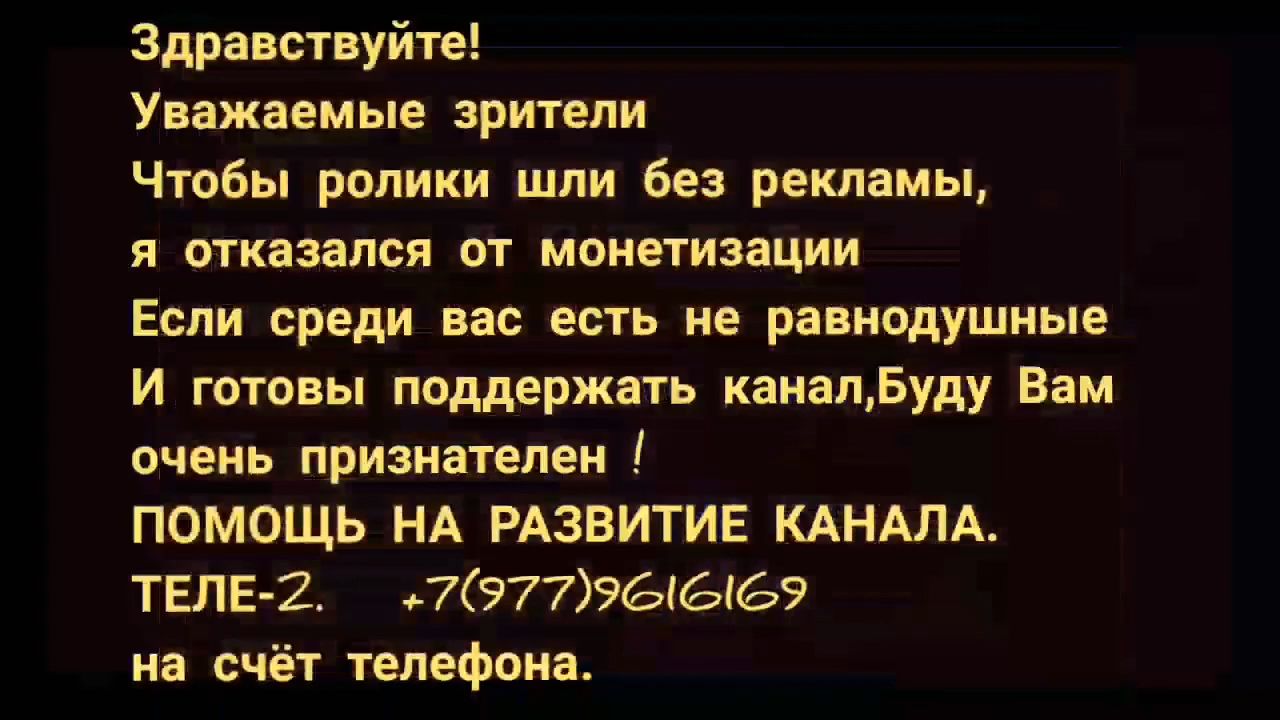 Здравствуйте!
Уважаемые зрители
Чтобы ролики шли без рекламы,
я отказался от монетизации
Если среди вас есть не равнодушные
И готовы поддержать канал,Буду Вам
очень признателен !
ПОМОЩЬ НА РАЗВИТИЕ КАНАЛА.
ТЕЛЕ-2. +7(977)9616169
на счёт телефона.